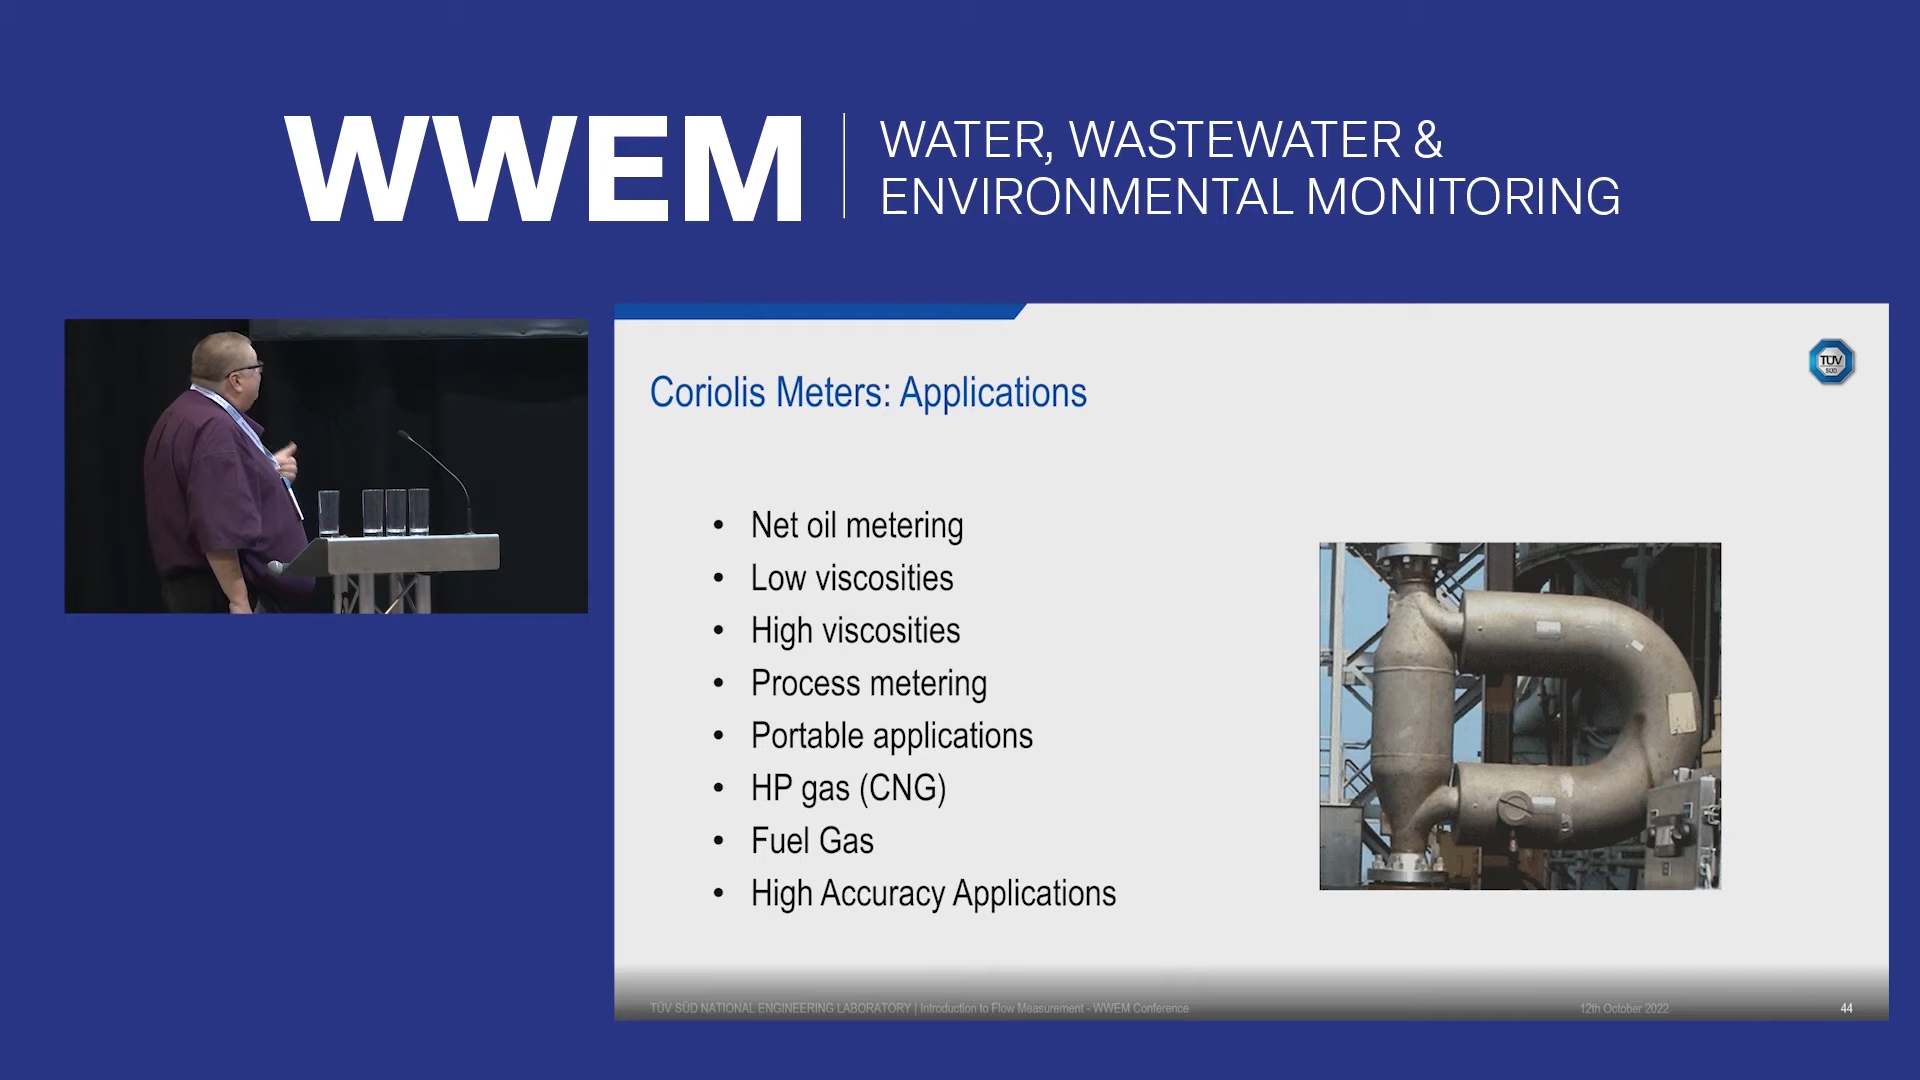 WWEM
WATER, WASTEWATER &
ENVIRONMENTAL MONITORING
TÜV
SÜD
Coriolis Meters: Applications
• Net oil metering
• Low viscosities
• High viscosities
• Process metering
• Portable applications
• HP gas (CNG)
• Fuel Gas
• High Accuracy Applications
TÜV SÜD NATIONAL ENGINEERING LABORATORY | Introduction to Flow Measurement - WWEM Conference
12th October 2022
44